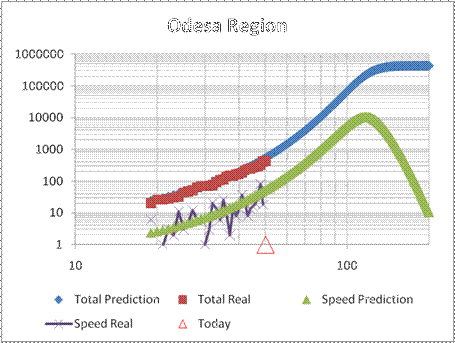 Odesa Region
1000000
100000
10000
1000
100
10
1
10
100
Total Prediction
Total Real
Speed Prediction
Speed Real
Today